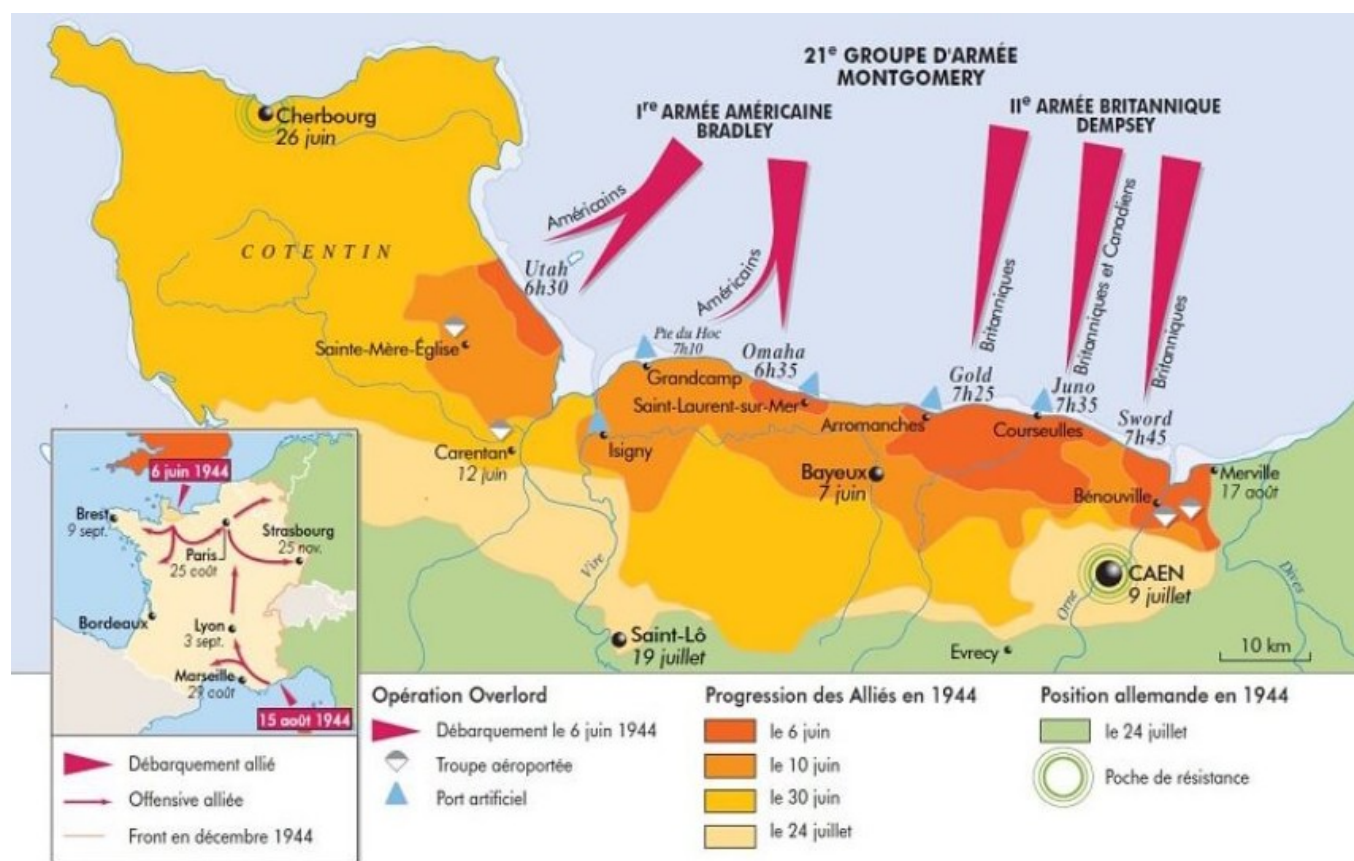 21e GROUPE D'ARMÉE
MONTGOMERY
Ire ARMÉE AMÉRICAINE
BRADLEY
IIe ARMÉE BRITANNIQUE
DEMPSEY
Cherbourg
26 juin
COTENTIN
Américains
Utah
6h30
Américains
Britanniques
Britanniques et Canadiens
Britanniques
Sainte-Mère-Église
Pie du Hoc
7h10
Grandcamp
Omaha
6h35
Saint-Laurent-sur-Mer
Gold
7h25
Arromanches
Juno
7h35
Courseulles
Sword
7h45
Carentan
12 juin
Isigny
Bayeux
7 juin
Bénouville
Merville
17 août
Vire
Orne
Dives
CAEN
9 juillet
Saint-Lô
19 juillet
Evrecy
10 km
6 juin 1944
Brest
9 sept.
Paris
25 coût
Strasbourg
25 nov.
Bordeaux
Lyon
3 sept.
Marseille
29 coût
15 août 1944
Débarquement allié
Offensive alliée
Front en décembre 1944
Opération Overlord
Débarquement le 6 juin 1944
Troupe aéroportée
Port artificiel
Progression des Alliés en 1944
le 6 juin
le 10 juin
le 30 juin
le 24 juillet
Position allemande en 1944
le 24 juillet
Poche de résistance